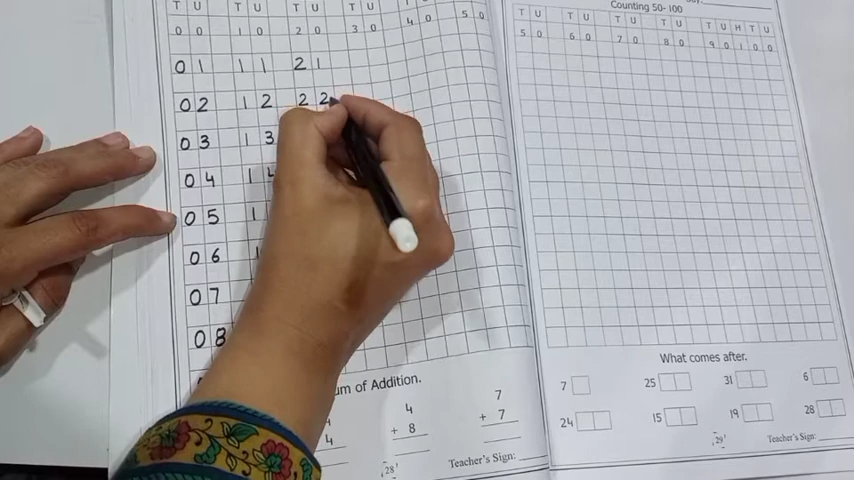 T U T U T U T U T U
0 0 1 0 2 0 3 0 4 0 5 0
0 1 1 1 2 1
0 2 1 2 2 2
0 3 1 3
0 4 1 4
0 5 1
0 6
0 7
0 8
um of Addition.
4 4 7
+ 8 + 7
Teacher's Sign:
28
Counting 50- 100
T U T U T U T U T U H T U
5 0 6 0 7 0 8 0 9 0 1 0 0
What comes after.
7 25 31 6
24 15 19 28
29
Teacher's Sign: